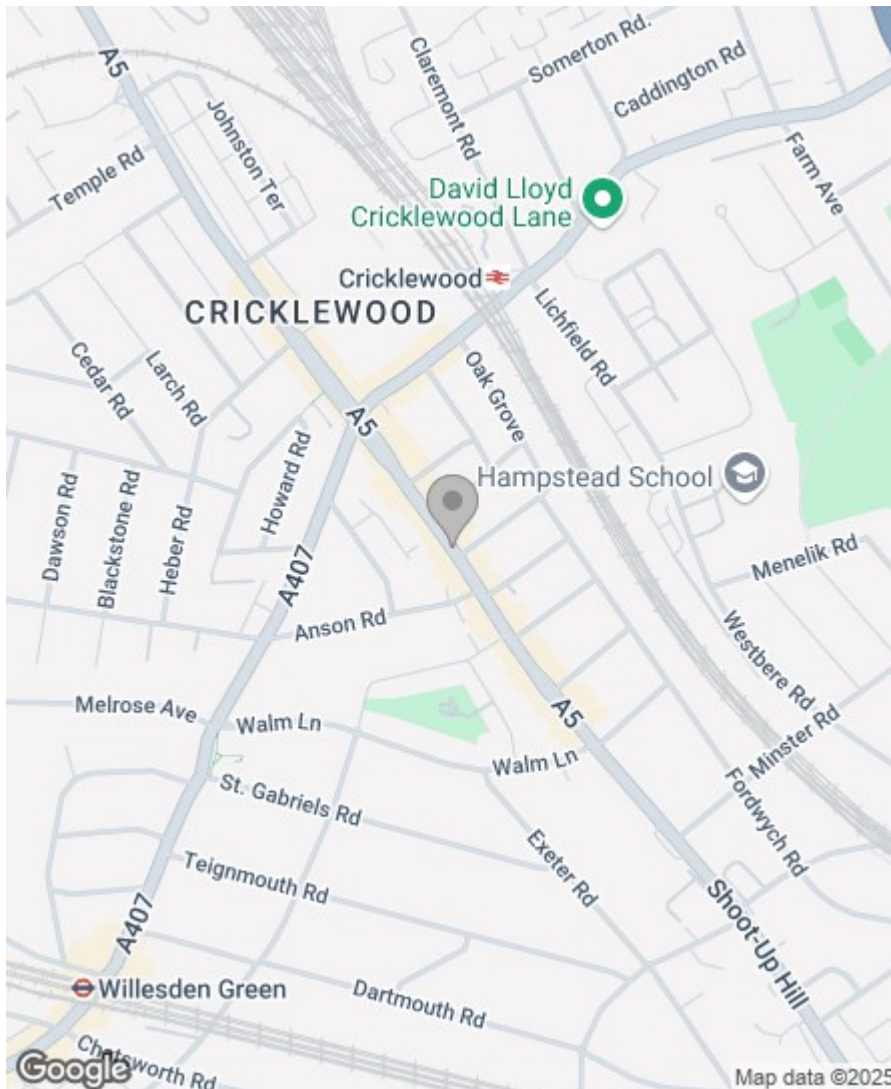 A5
Claremont Rd
Somerton Rd.
Caddington Rd
Johnston Ter
Temple Rd
Farm Ave
David Lloyd
Cricklewood Lane
Cricklewood
CRICKLEWOOD
Lichfield Rd
Cedar Rd
Larch Rd
Oak Grove
A5
Howard Rd
Hampstead School
Dawson Rd
Blackstone Rd
Heber Rd
A407
Menelik Rd
Anson Rd
Westbere Rd
Melrose Ave
Walm Ln
A5
Minster Rd
Walm Ln
St. Gabriels Rd
Fordwych Rd
Exeter Rd
Teignmouth Rd
Shoot-Up Hill
A407
Willesden Green
Dartmouth Rd
Chatsworth Rd
Google
Map data ©2025